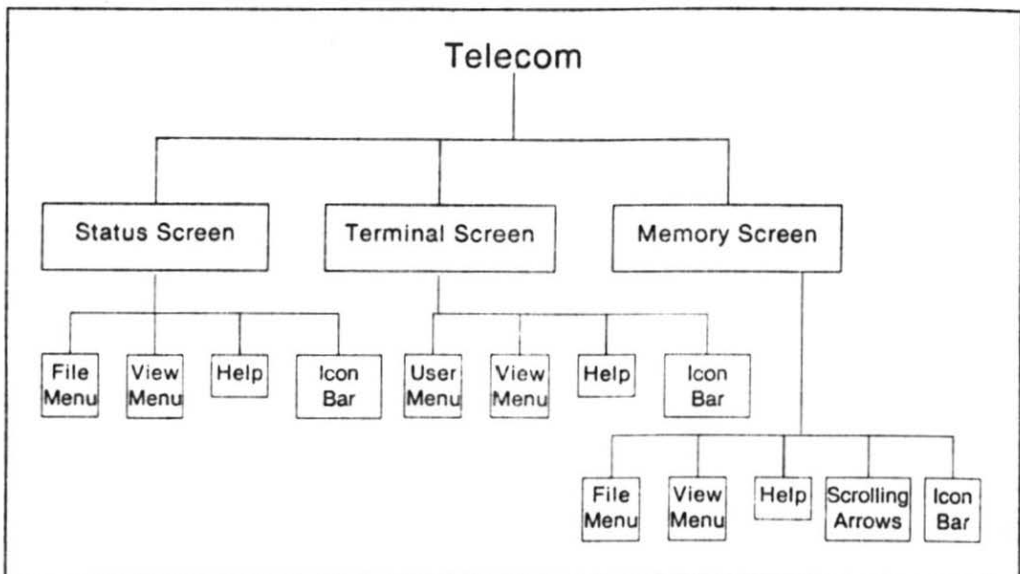 Telecom
Status Screen
Terminal Screen
Memory Screen
File
Menu
View
Menu
Help
Icon
Bar
User
Menu
View
Menu
Help
Icon
Bar
File
Menu
View
Menu
Help
Scrolling
Arrows
Icon
Bar